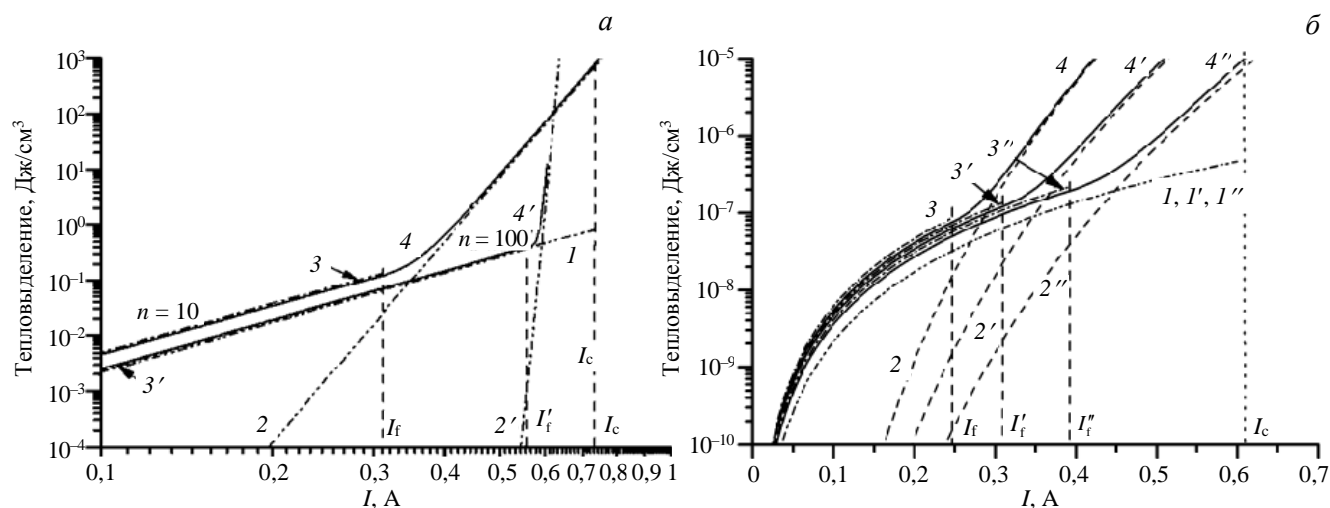 а
Тепловыделение, Дж/см³
10³
10²
10¹
10⁰
10⁻¹
10⁻²
10⁻³
10⁻⁴
4
4′
n = 100
1
3
n = 10
3′
2
2′
I_f
I′_f
I_c
I_c
0,1
0,2
0,3
0,4
0,5
0,6
0,7
0,8
0,9
1
I, А
б
Тепловыделение, Дж/см³
10⁻⁵
10⁻⁶
10⁻⁷
10⁻⁸
10⁻⁹
10⁻¹⁰
4
4′
4″
3″
3′
3
1, 1′, 1″
2″
2′
2
I_f
I′_f
I″_f
I_c
0
0,1
0,2
0,3
0,4
0,5
0,6
0,7
I, А